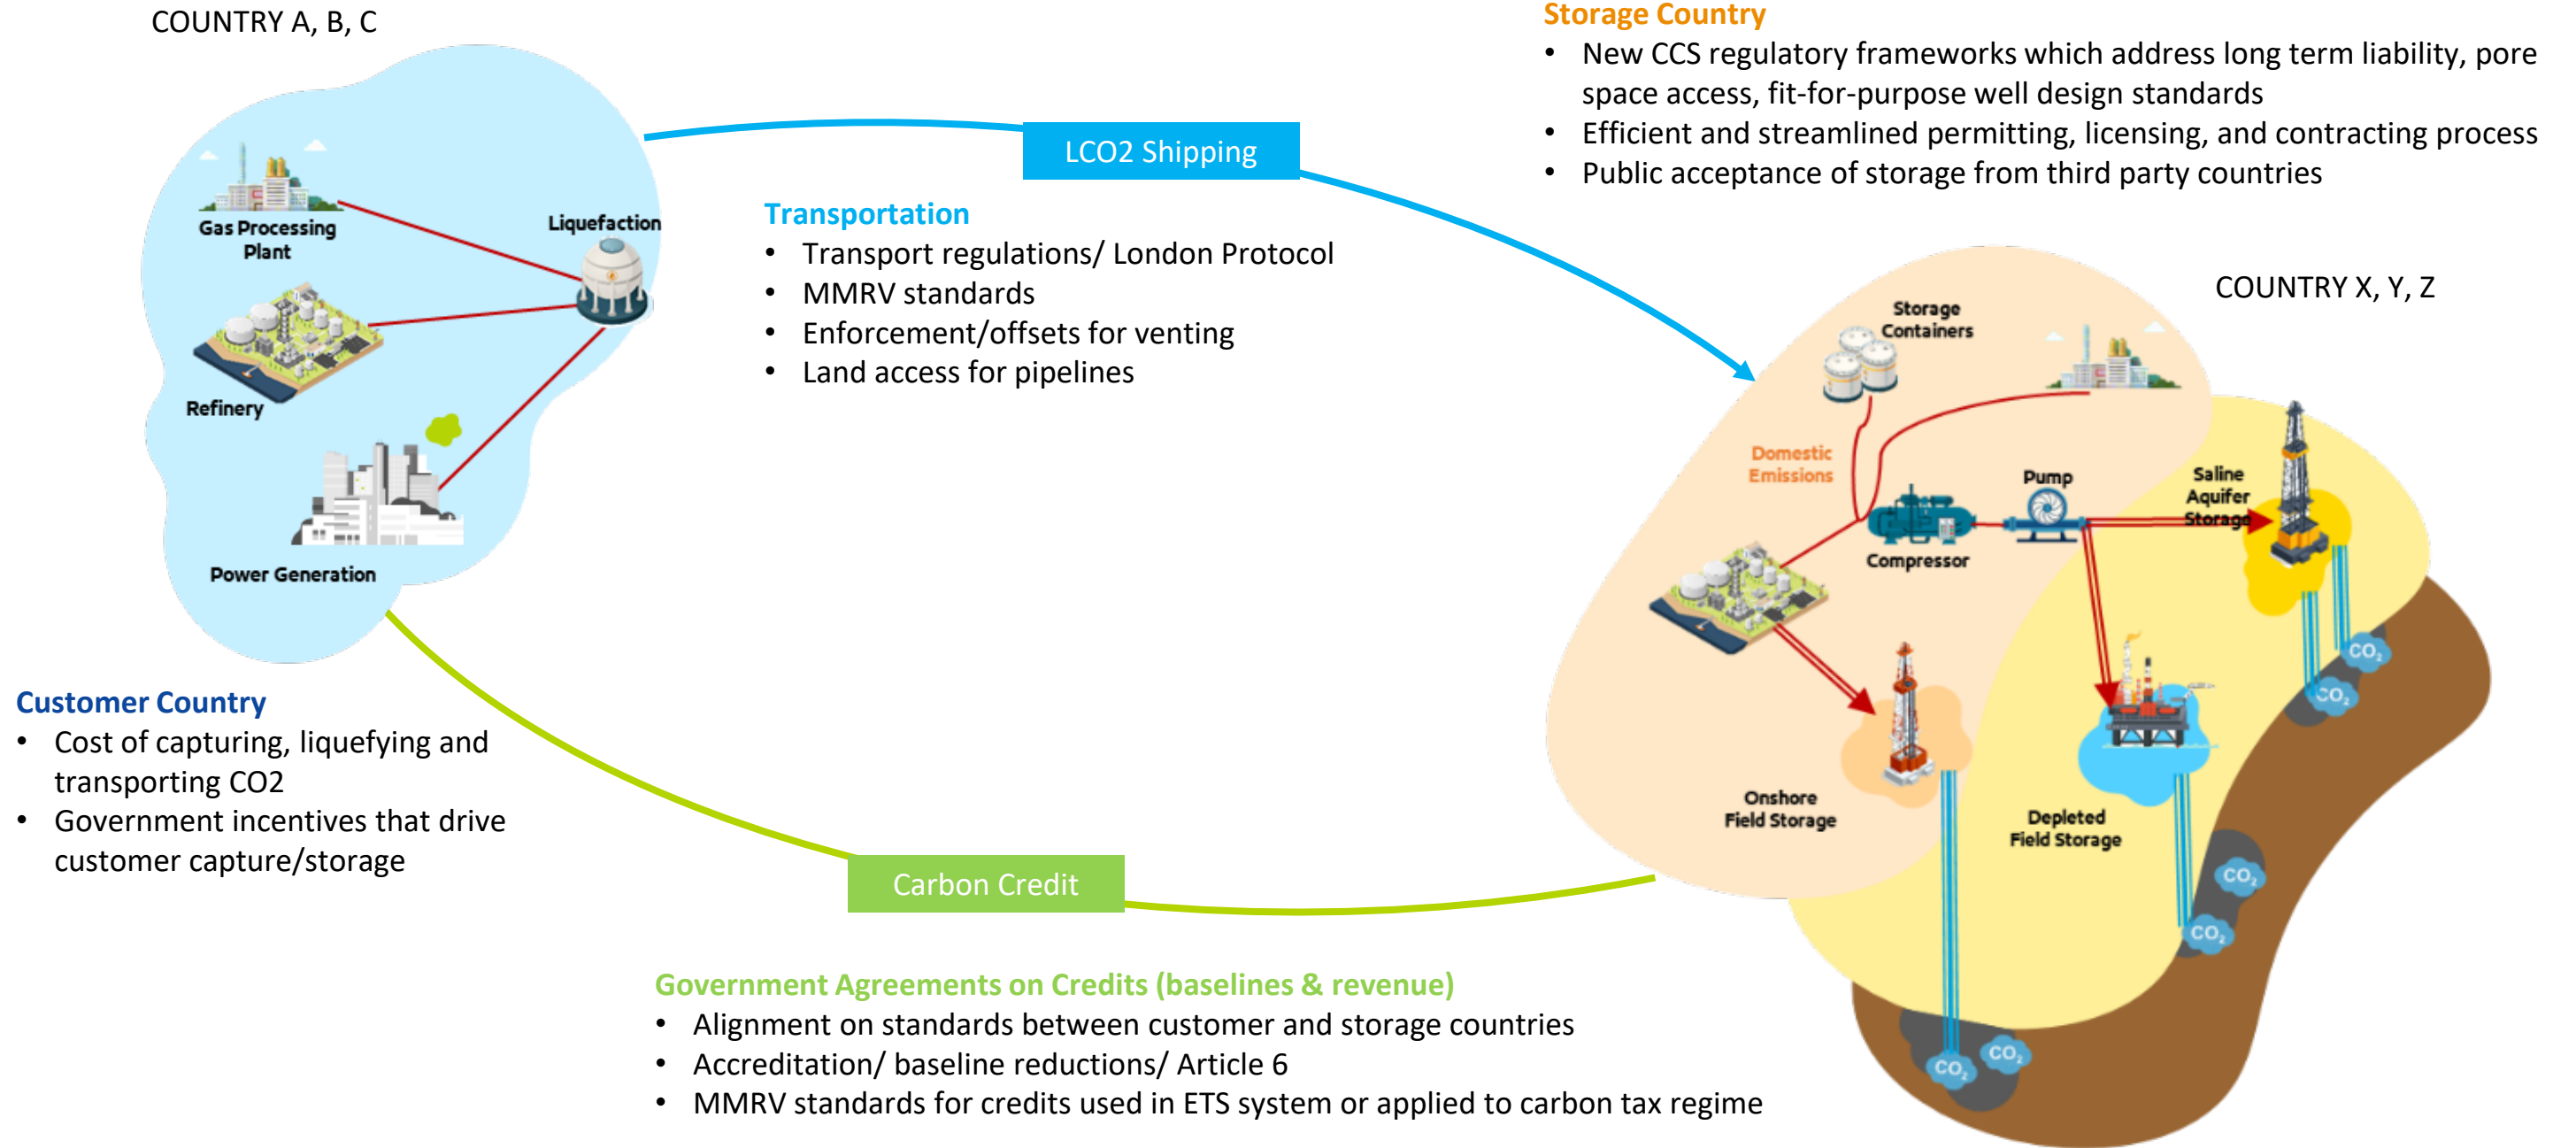 COUNTRY A, B, C
Gas Processing
Plant
Liquefaction
Refinery
Power Generation
LCO2 Shipping
Transportation
• Transport regulations/ London Protocol
• MMRV standards
• Enforcement/offsets for venting
• Land access for pipelines
Storage Country
• New CCS regulatory frameworks which address long term liability, pore
space access, fit-for-purpose well design standards
• Efficient and streamlined permitting, licensing, and contracting process
• Public acceptance of storage from third party countries
COUNTRY X, Y, Z
Storage
Containers
Domestic
Emissions
Compressor
Pump
Saline
Aquifer
Storage
Onshore
Field Storage
Depleted
Field Storage
CO₂
CO₂
CO₂
CO₂
CO₂
CO₂
Customer Country
• Cost of capturing, liquefying and
transporting CO2
• Government incentives that drive
customer capture/storage
Carbon Credit
Government Agreements on Credits (baselines & revenue)
• Alignment on standards between customer and storage countries
• Accreditation/ baseline reductions/ Article 6
• MMRV standards for credits used in ETS system or applied to carbon tax regime